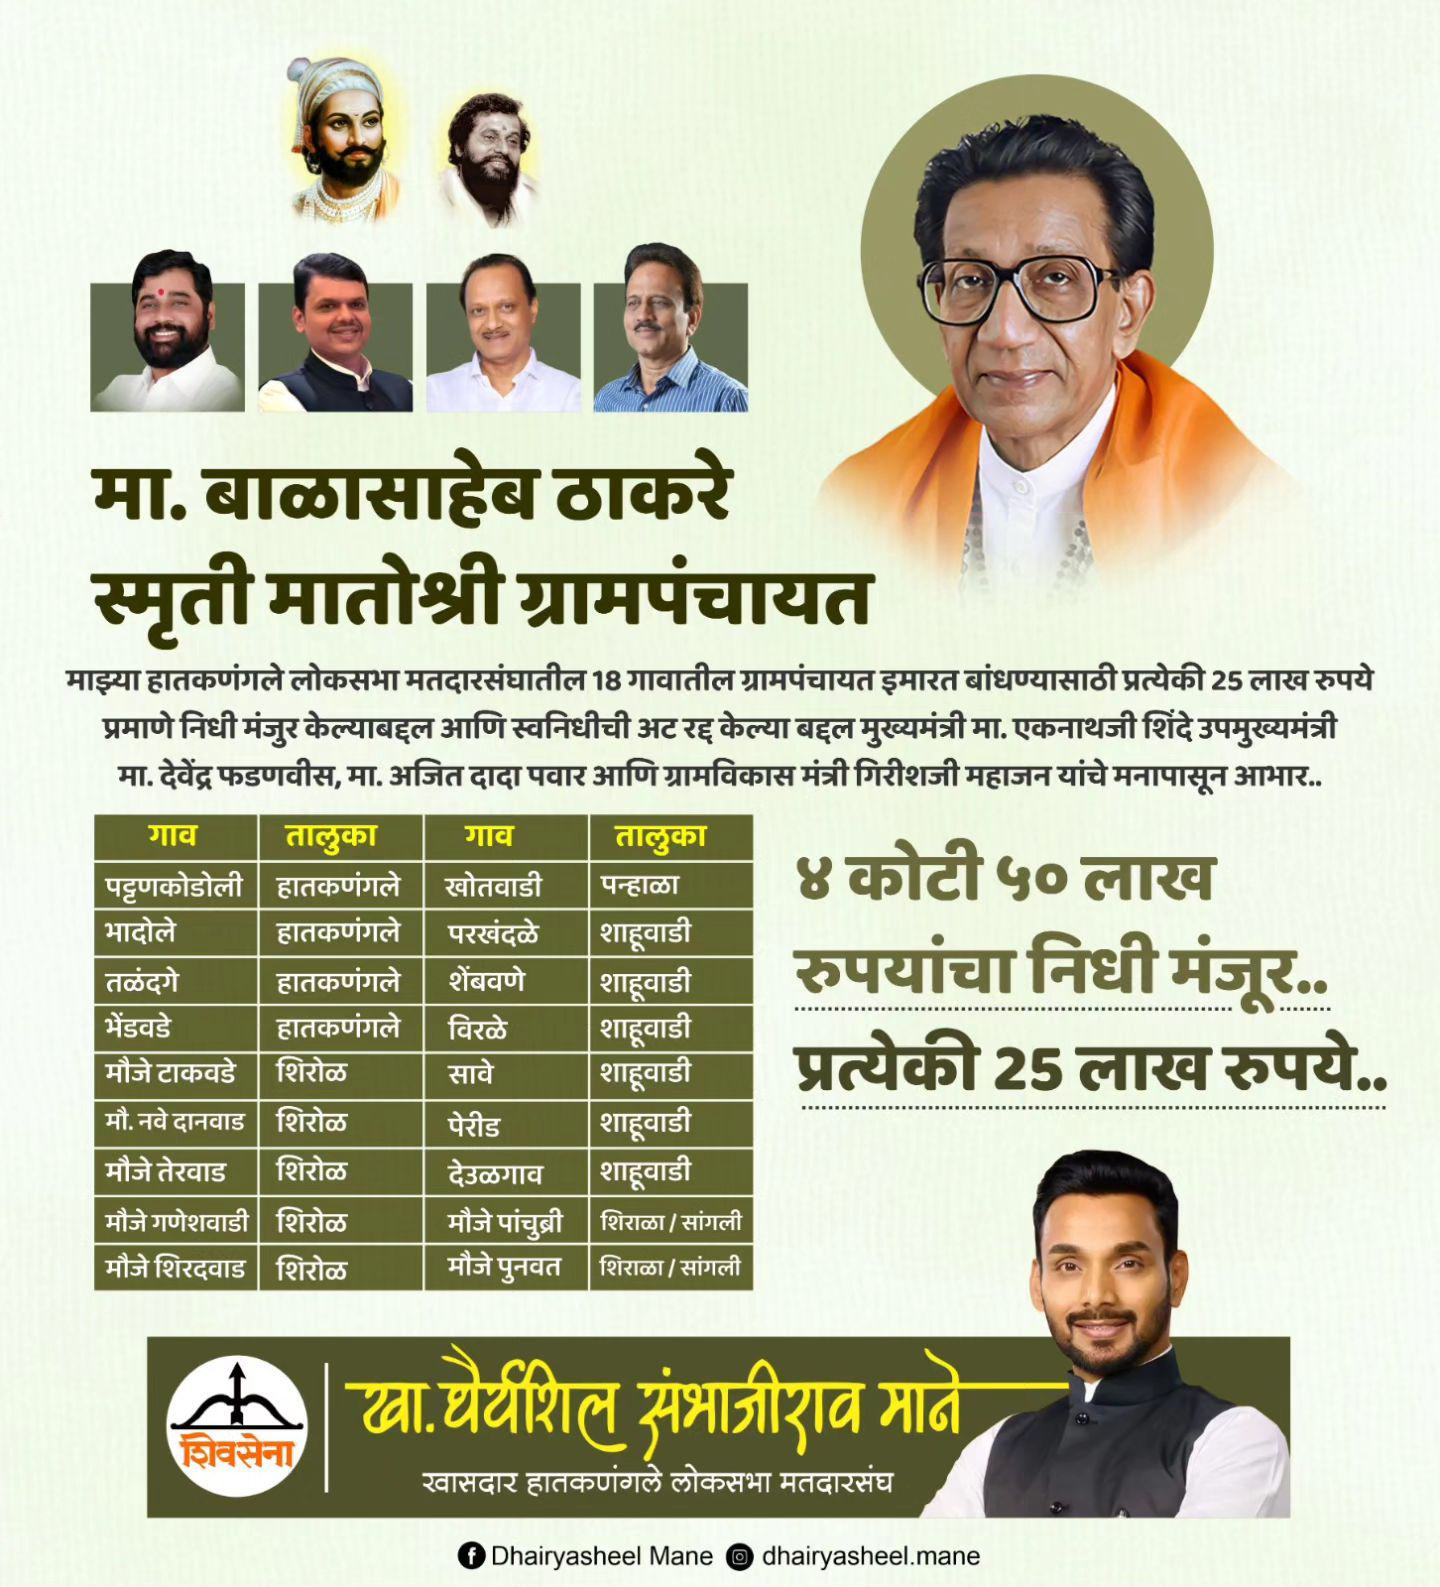 मा. बाळासाहेब ठाकरे
स्मृती मातोश्री ग्रामपंचायत
माझ्या हातकणंगले लोकसभा मतदारसंघातील 18 गावातील ग्रामपंचायत इमारत बांधण्यासाठी प्रत्येकी 25 लाख रुपये
प्रमाणे निधी मंजुर केल्याबद्दल आणि स्वनिधीची अट रद्द केल्या बद्दल मुख्यमंत्री मा. एकनाथजी शिंदे उपमुख्यमंत्री
मा. देवेंद्र फडणवीस, मा. अजित दादा पवार आणि ग्रामविकास मंत्री गिरीशजी महाजन यांचे मनापासून आभार..
गाव तालुका गाव तालुका
पट्टणकोडोली हातकणंगले खोतवाडी पन्हाळा
भादोले हातकणंगले परखंदळे शाहूवाडी
तळंदगे हातकणंगले शेंबवणे शाहूवाडी
भेंडवडे हातकणंगले विरळे शाहूवाडी
मौजे टाकवडे शिरोळ सावे शाहूवाडी
मौ. नवे दानवाड शिरोळ पेरीड शाहूवाडी
मौजे तेरवाड शिरोळ देउळगाव शाहूवाडी
मौजे गणेशवाडी शिरोळ मौजे पांचुब्री शिराळा / सांगली
मौजे शिरदवाड शिरोळ मौजे पुनवत शिराळा / सांगली
४ कोटी ५० लाख
रुपयांचा निधी मंजूर..
प्रत्येकी 25 लाख रुपये..
शिवसेना
खा. धैर्यशिल संभाजीराव माने
खासदार हातकणंगले लोकसभा मतदारसंघ
Dhairyasheel Mane dhairyasheel.mane